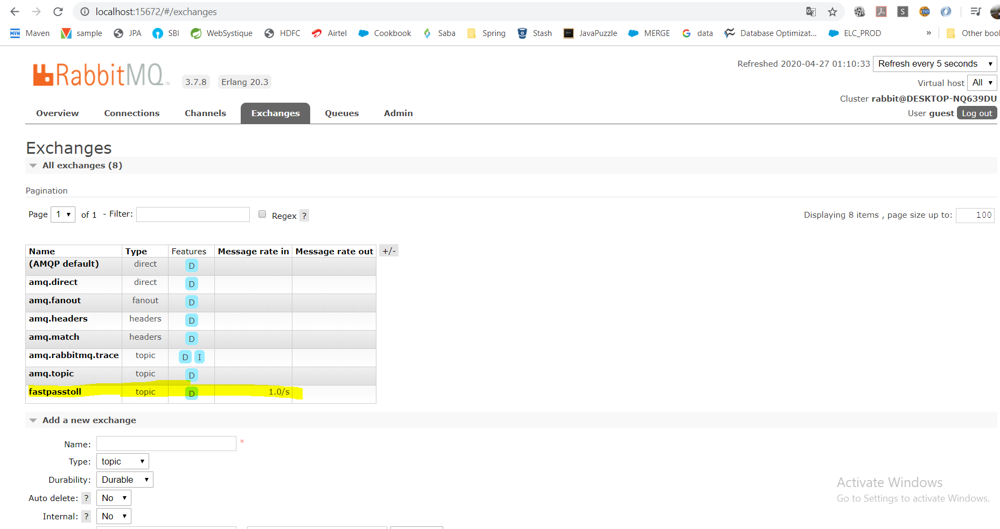 localhost:15672/#/exchanges
Maven sample JPA SBI WebSystique HDFC Airtel Cookbook Saba Spring Stash JavaPuzzle MERGE data Database Optimizat... ELC_PROD » Other boo
RabbitMQ TM 3.7.8 Erlang 20.3
Refreshed 2020-04-27 01:10:33 Refresh every 5 seconds
Virtual host All
Cluster rabbit@DESKTOP-NQ639DU
User guest Log out
Overview Connections Channels Exchanges Queues Admin
Exchanges
All exchanges (8)
Pagination
Page 1 of 1 - Filter: Regex ? Displaying 8 items , page size up to: 100
Name Type Features Message rate in Message rate out +/-
(AMQP default) direct D
amq.direct direct D
amq.fanout fanout D
amq.headers headers D
amq.match headers D
amq.rabbitmq.trace topic D I
amq.topic topic D
fastpasstoll topic D 1.0/s
Add a new exchange
Name: *
Type: topic
Durability: Durable
Auto delete: ? No
Internal: ? No
Activate Windows
Go to Settings to activate Windows.